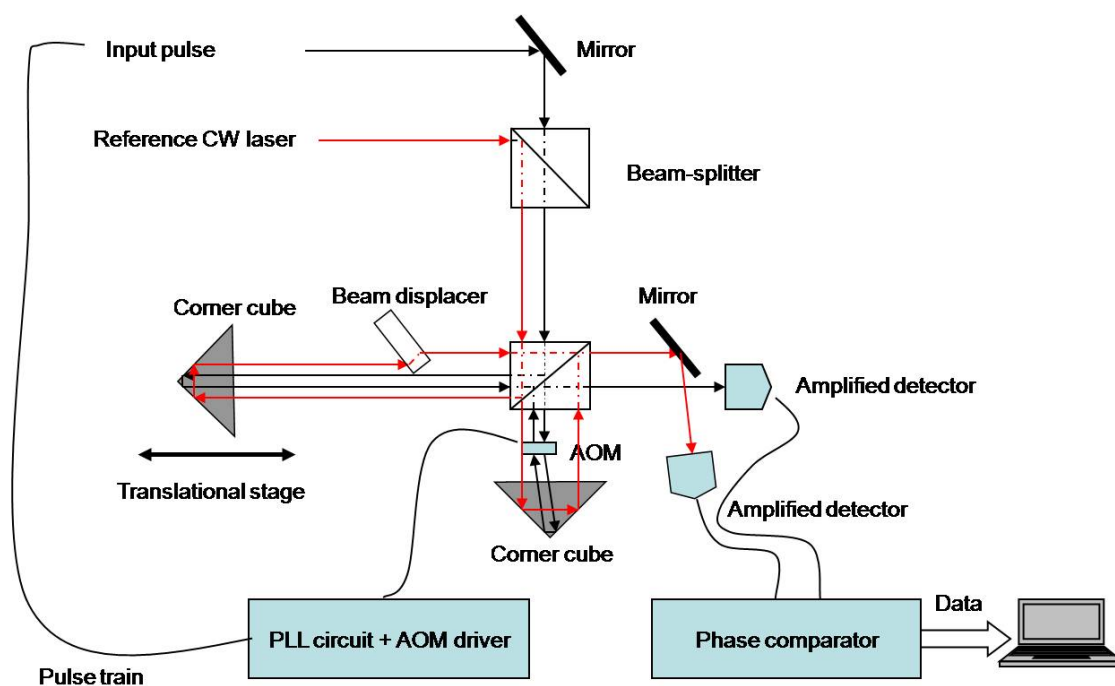 Input pulse
Mirror
Reference CW laser
Beam-splitter
Beam displacer
Mirror
Corner cube
Amplified detector
AOM
Translational stage
Amplified detector
Corner cube
Data
PLL circuit + AOM driver
Phase comparator
Pulse train